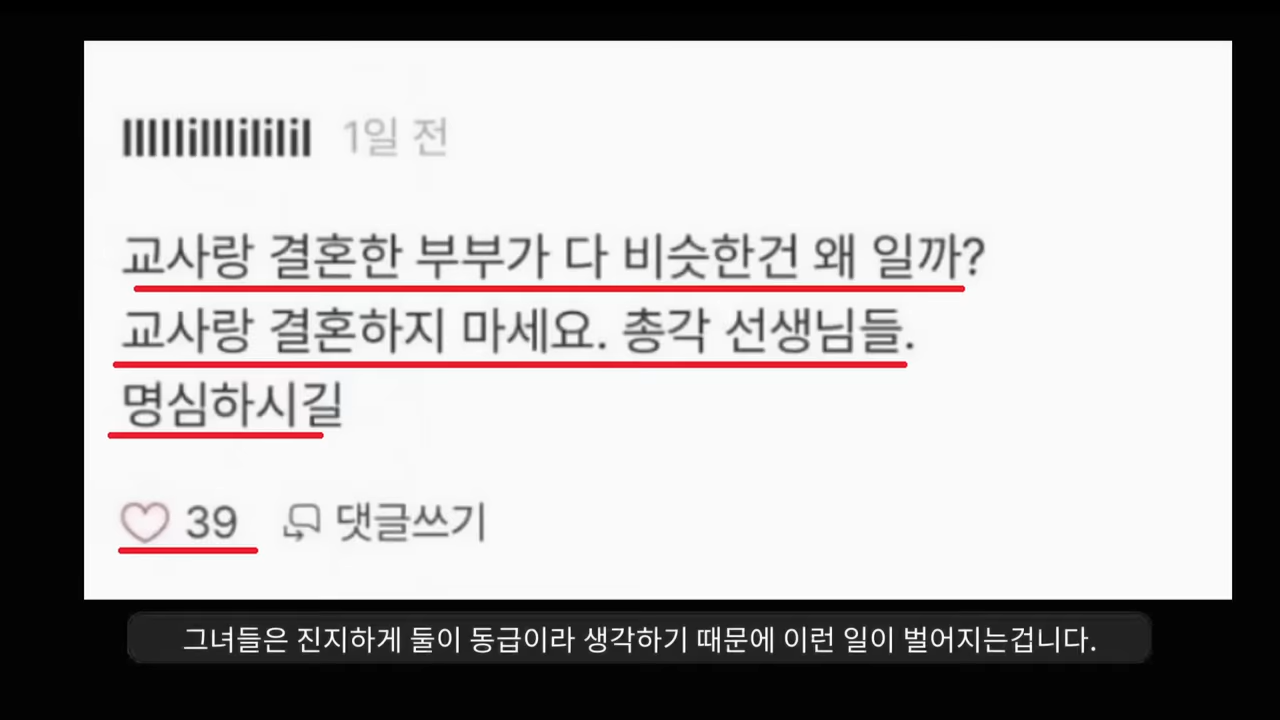 1일 전
교사랑 결혼한 부부가 다 비슷한건 왜 일까?
교사랑 결혼하지 마세요. 총각 선생님들.
명심하시길
39 댓글쓰기
그녀들은 진지하게 둘이 동급이라 생각하기 때문에 이런 일이 벌어지는겁니다.